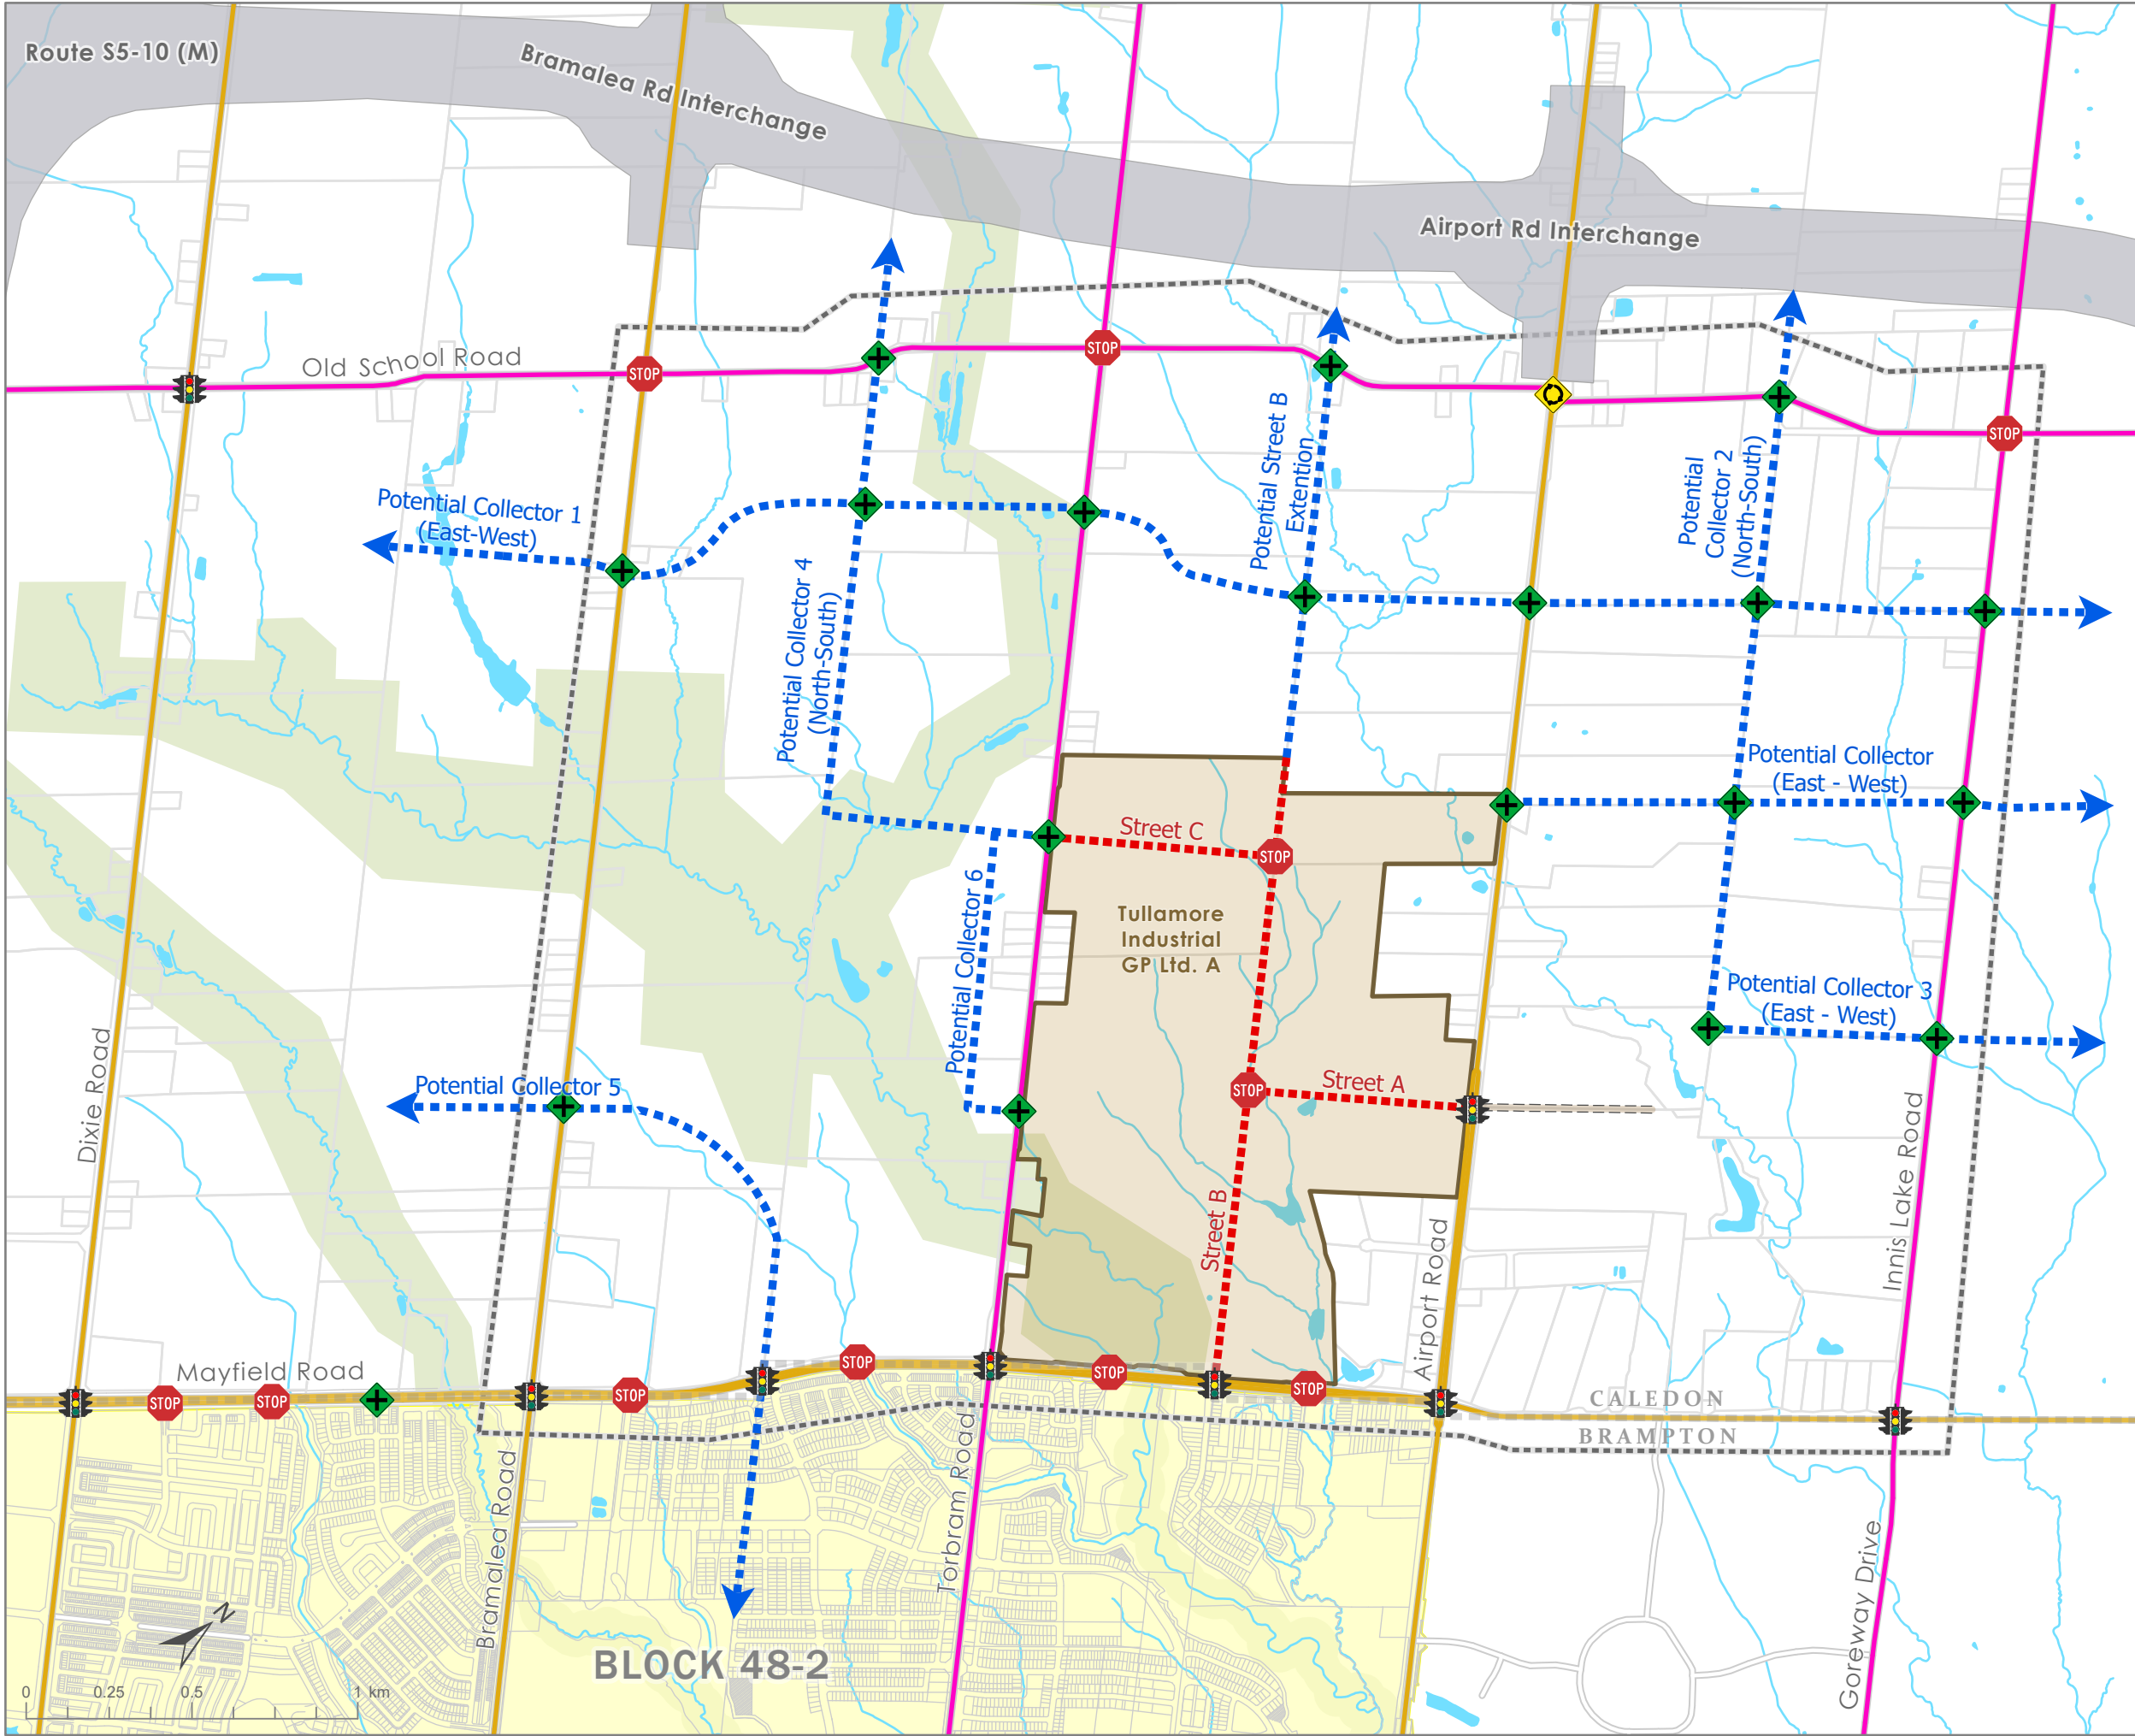 Route S5-10 (M)
Bramalea Rd Interchange
Airport Rd Interchange
Old School Road
STOP
STOP
STOP
Potential Collector 1
(East-West)
Potential Street B
Extention
Potential
Collector 2
(North-South)
Potential Collector 4
(North-South)
Potential Collector
(East - West)
Street C
STOP
Potential Collector 6
Tullamore
Industrial
GP Ltd. A
Potential Collector 3
(East - West)
Dixie Road
Potential Collector 5
STOP
Street A
Innis Lake Road
Street B
Airport Road
Mayfield Road
STOP
STOP
STOP
STOP
STOP
STOP
CALEDON
BRAMPTON
Bramalea Road
Torbram Road
Goreway Drive
N
BLOCK 48-2
0 0.25 0.5 1 km